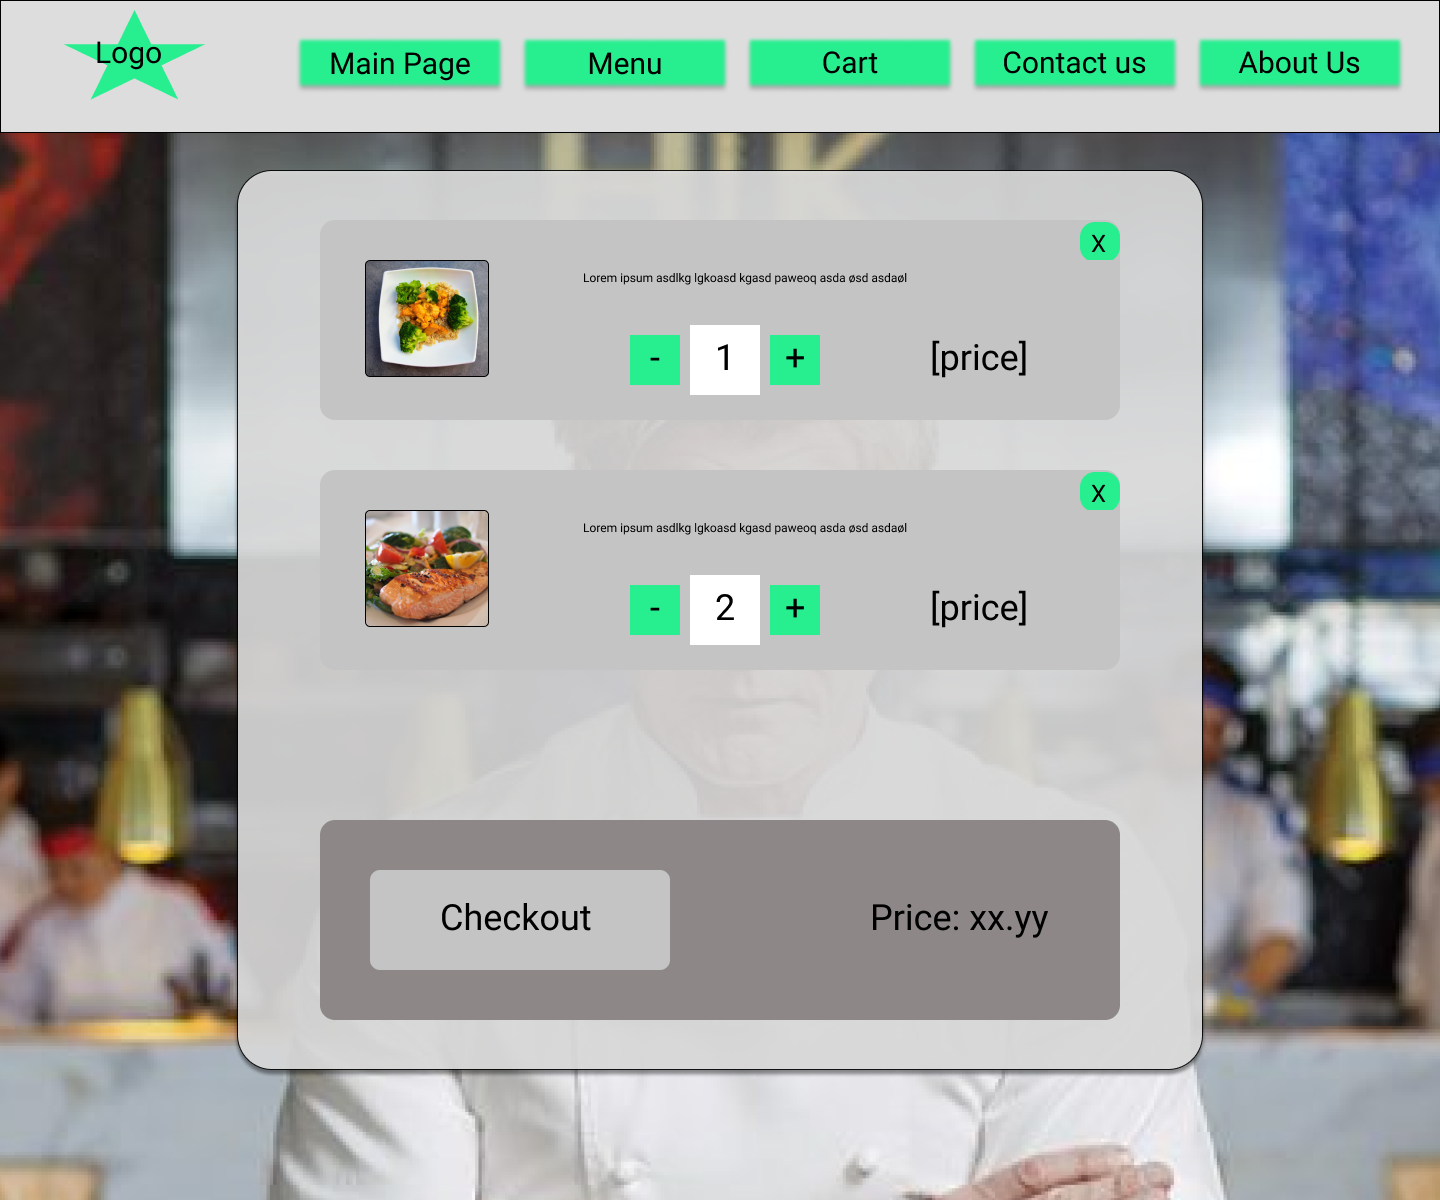 Logo
Main Page
Menu
Cart
Contact us
About Us
X
Lorem ipsum asdlkg lgkoasd kgasd paweoq asda øsd asdaøl
- 1 + [price]
X
Lorem ipsum asdlkg lgkoasd kgasd paweoq asda øsd asdaøl
- 2 + [price]
Checkout
Price: xx.yy